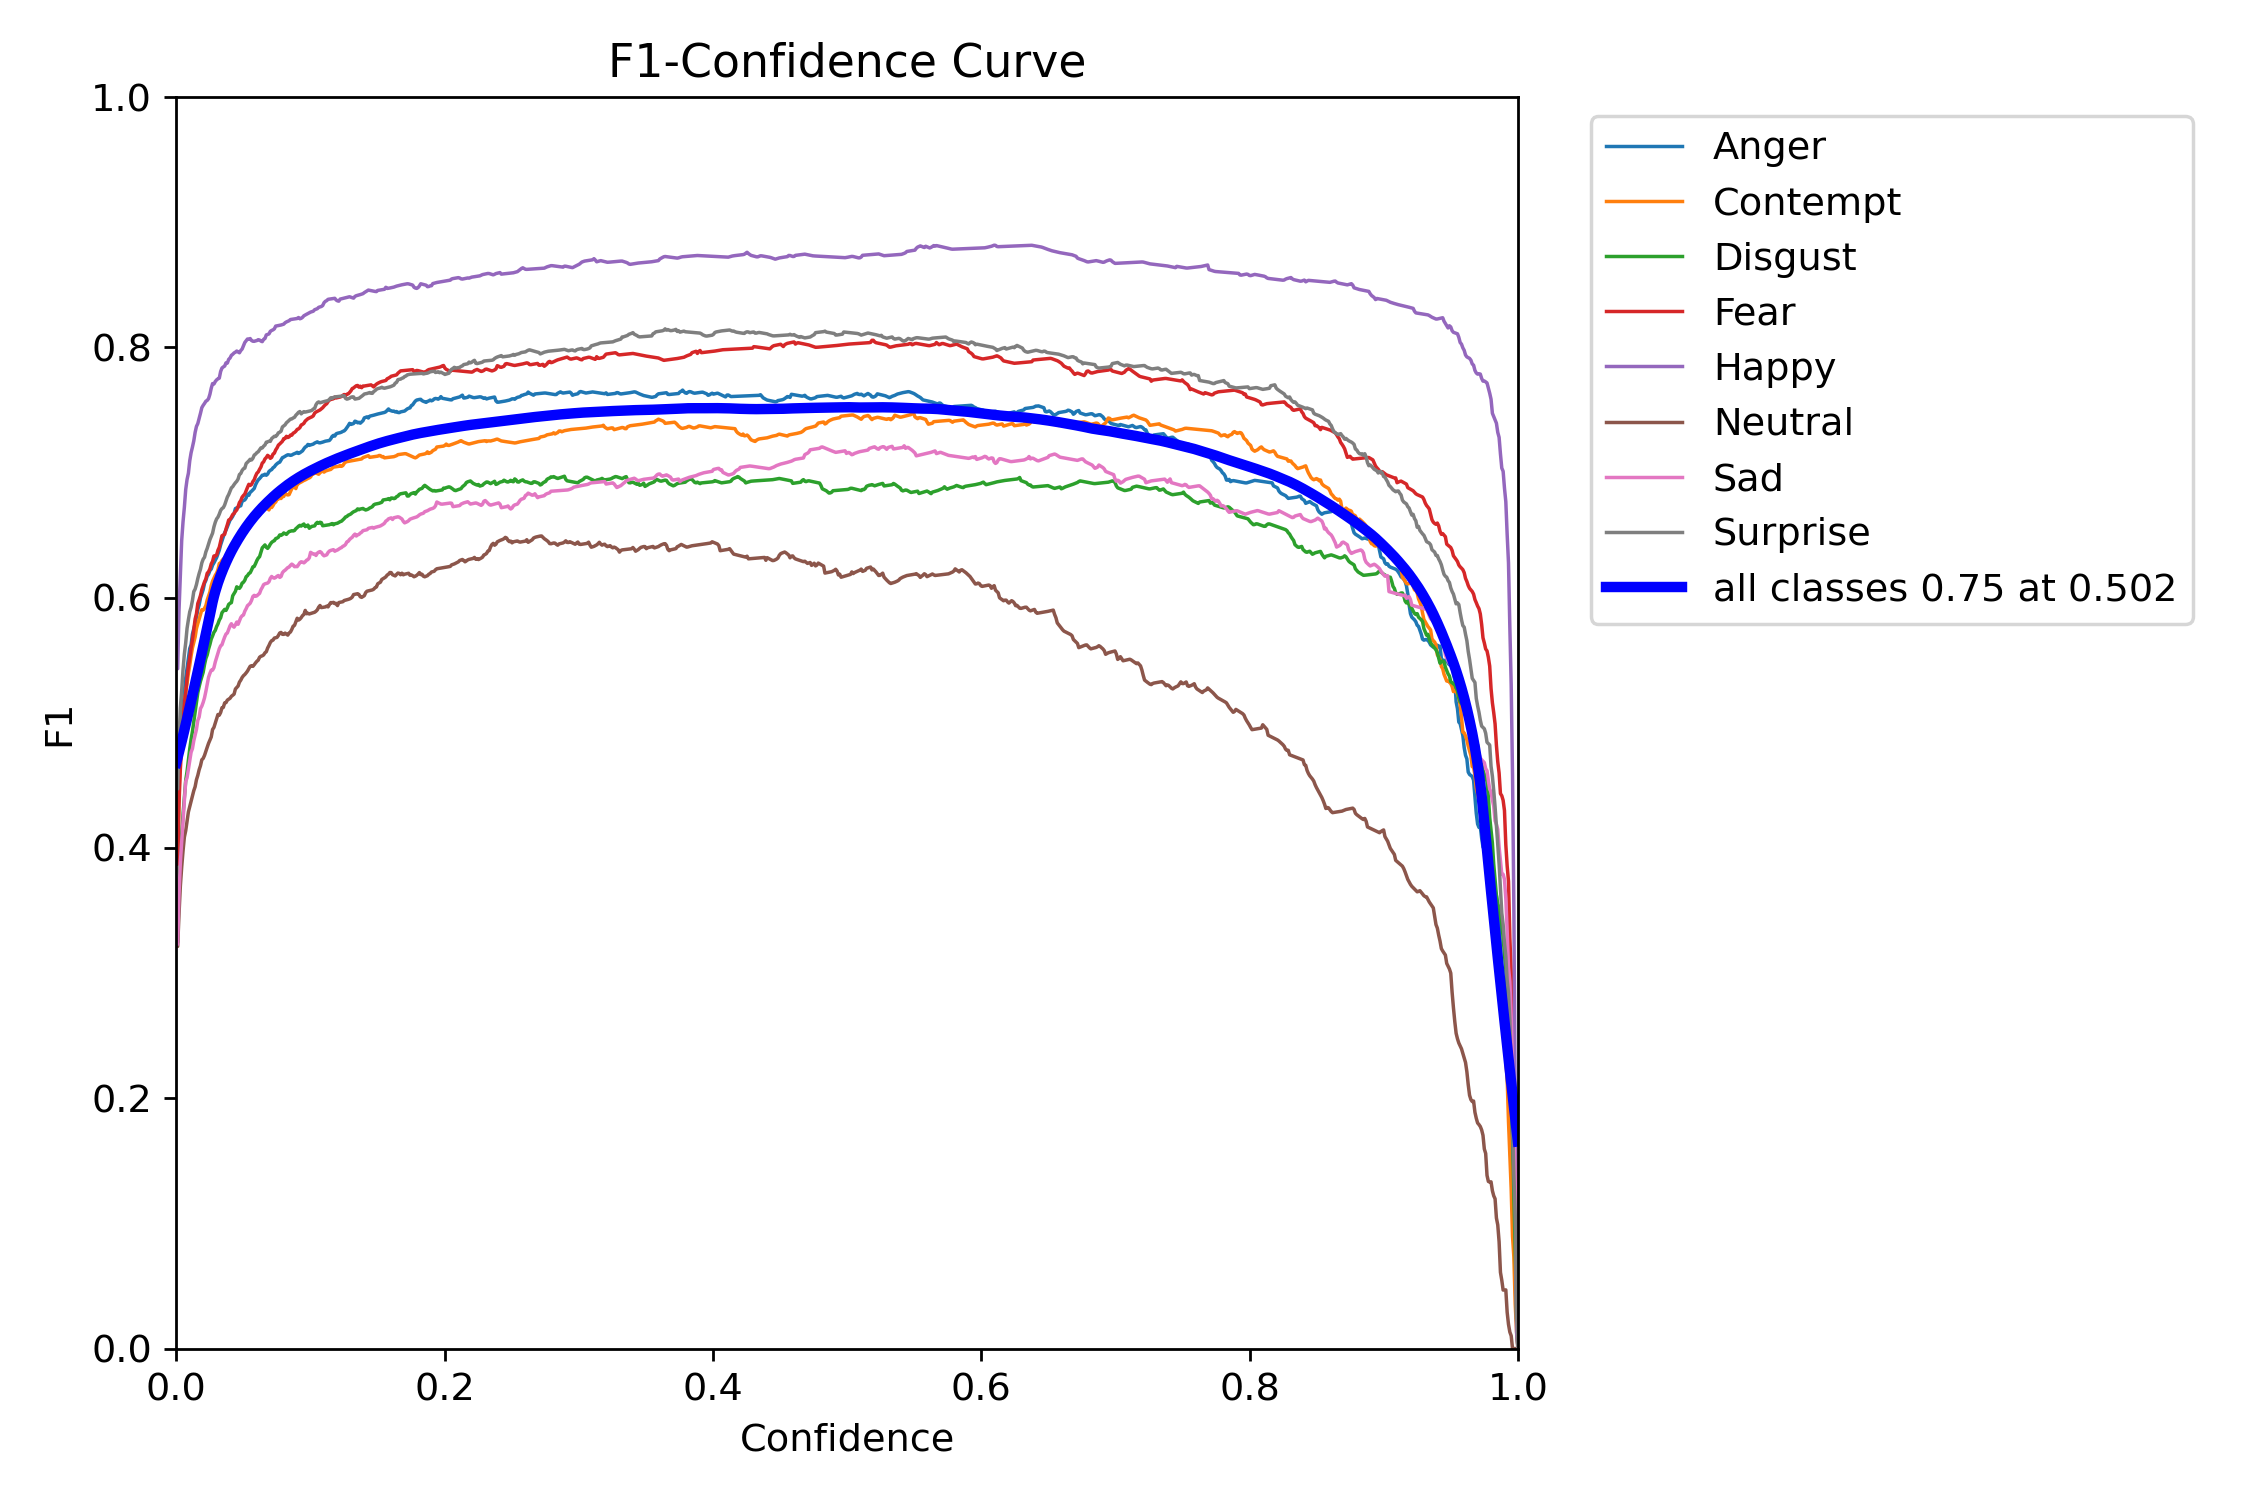 F1-Confidence Curve
1.0
0.8
0.6
0.4
0.2
0.0
F1
0.0 0.2 0.4 0.6 0.8 1.0
Confidence
Anger
Contempt
Disgust
Fear
Happy
Neutral
Sad
Surprise
all classes 0.75 at 0.502